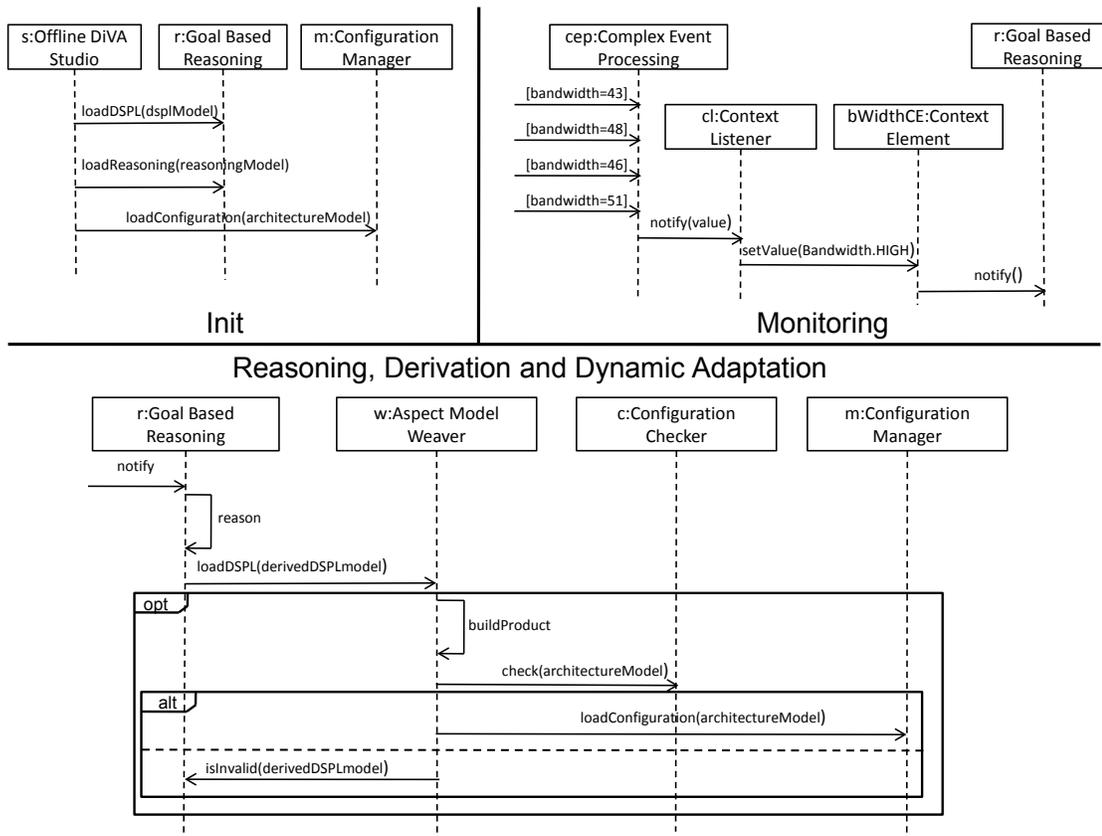 s:Offline DiVA
Studio
r:Goal Based
Reasoning
m:Configuration
Manager
loadDSPL(dsplModel)
loadReasoning(reasoningModel)
loadConfiguration(architectureModel)
Init
cep:Complex Event
Processing
r:Goal Based
Reasoning
[bandwidth=43]
cl:Context
Listener
bWidthCE:Context
Element
[bandwidth=48]
[bandwidth=46]
[bandwidth=51]
notify(value)
setValue(Bandwidth.HIGH)
notify()
Monitoring
Reasoning, Derivation and Dynamic Adaptation
r:Goal Based
Reasoning
w:Aspect Model
Weaver
c:Configuration
Checker
m:Configuration
Manager
notify
reason
loadDSPL(derivedDSPLmodel)
opt
buildProduct
check(architectureModel)
alt
loadConfiguration(architectureModel)
isInvalid(derivedDSPLmodel)